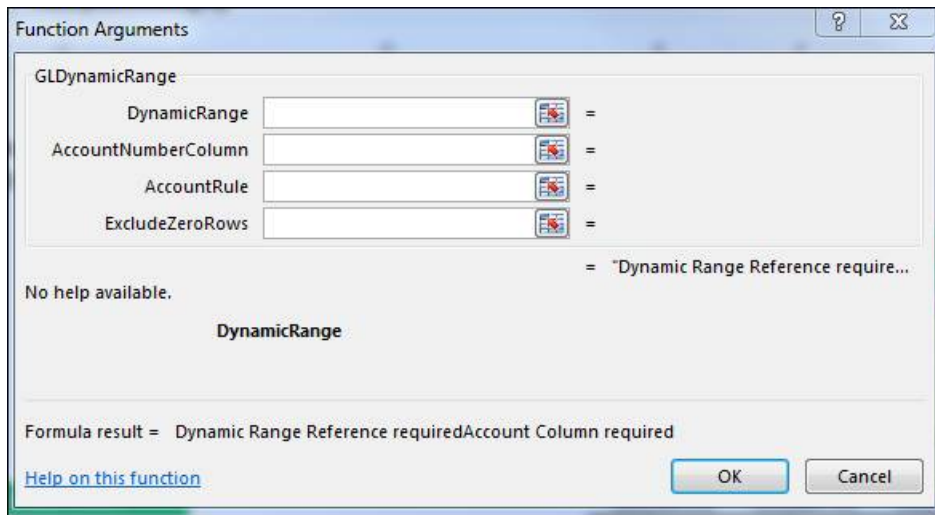 Function Arguments
GLDynamicRange
DynamicRange =
AccountNumberColumn =
AccountRule =
ExcludeZeroRows =
= "Dynamic Range Reference require...
No help available.
DynamicRange
Formula result = Dynamic Range Reference requiredAccount Column required
Help on this function OK Cancel